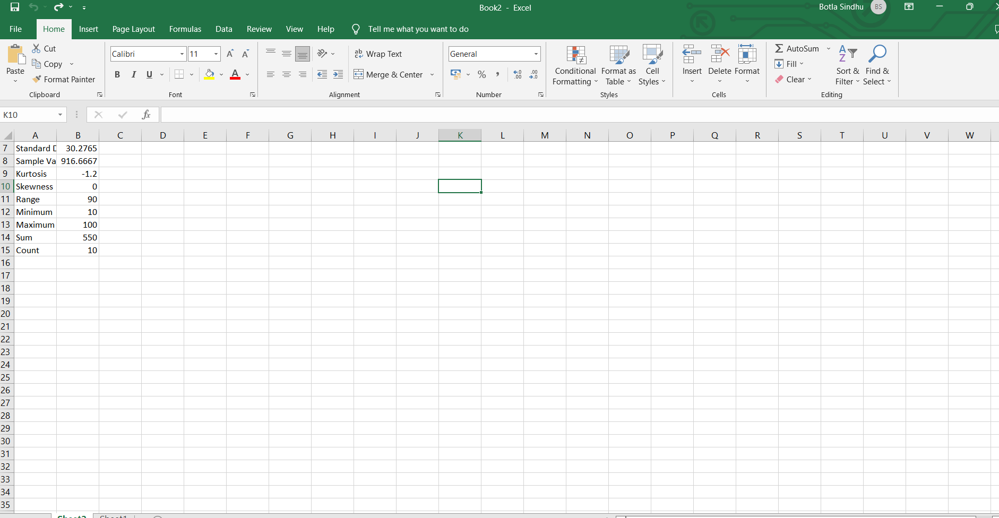 Book2 - Excel
Botla Sindhu BS
File Home Insert Page Layout Formulas Data Review View Help Tell me what you want to do
Paste
Cut
Copy
Format Painter
Clipboard
Calibri 11
B I U A
Font
Wrap Text
Merge & Center
Alignment
General
% ,
Number
Conditional Formatting
Format as Table
Cell Styles
Styles
Insert Delete Format
Cells
AutoSum
Fill
Clear
Sort & Filter
Find & Select
Editing
K10 fx
A B C D E F G H I J K L M N O P Q R S T U V W
7 Standard D 30.2765
8 Sample Va 916.6667
9 Kurtosis -1.2
10 Skewness 0
11 Range 90
12 Minimum 10
13 Maximum 100
14 Sum 550
15 Count 10
16
17
18
19
20
21
22
23
24
25
26
27
28
29
30
31
32
33
34
35
Sheet2 Sheet1